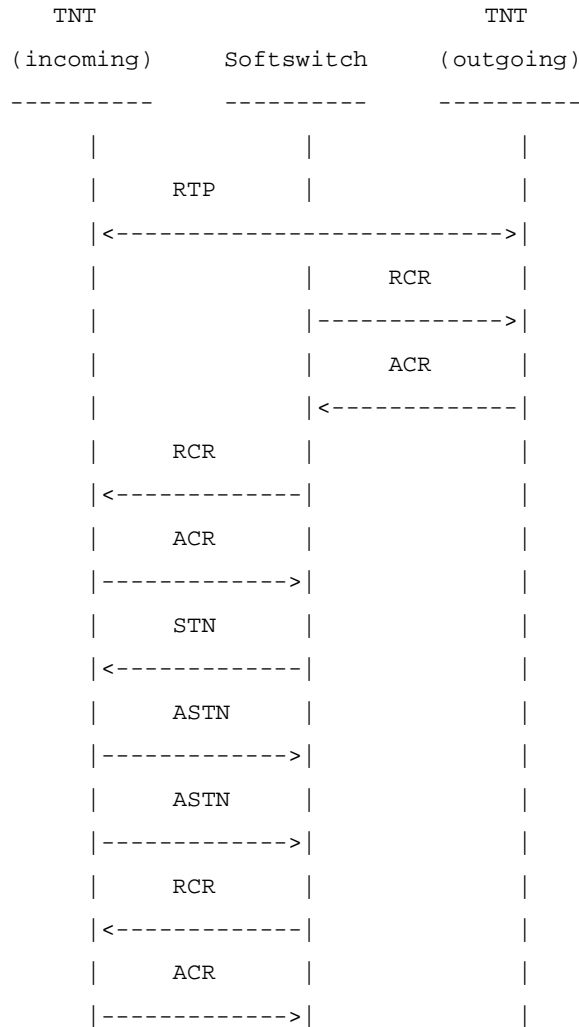 TNT TNT
(incoming) Softswitch (outgoing)
---------- ---------- ----------
| | |
| RTP | |
|<---------------------------->|
| | RCR |
| |------------->|
| | ACR |
| |<-------------|
| RCR | |
|<-------------| |
| ACR | |
|------------->| |
| STN | |
|<-------------| |
| ASTN | |
|------------->| |
| ASTN | |
|------------->| |
| RCR | |
|<-------------| |
| ACR | |
|------------->| |